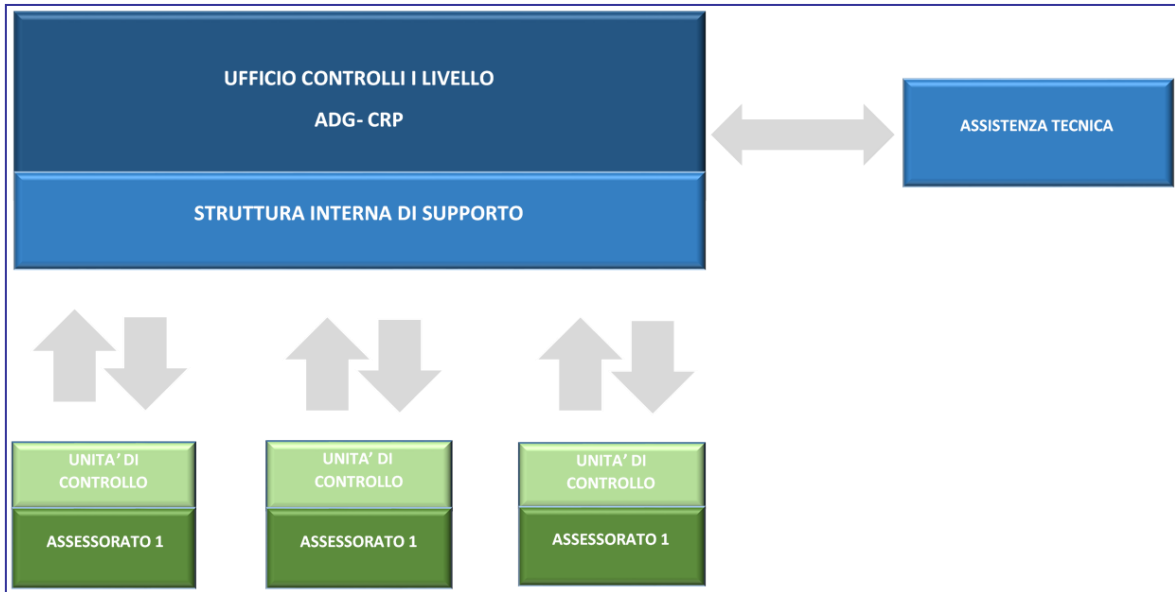 UFFICIO CONTROLLI I LIVELLO
ADG- CRP
ASSISTENZA TECNICA
STRUTTURA INTERNA DI SUPPORTO
UNITA’ DI
CONTROLLO
ASSESSORATO 1
UNITA’ DI
CONTROLLO
ASSESSORATO 1
UNITA’ DI
CONTROLLO
ASSESSORATO 1